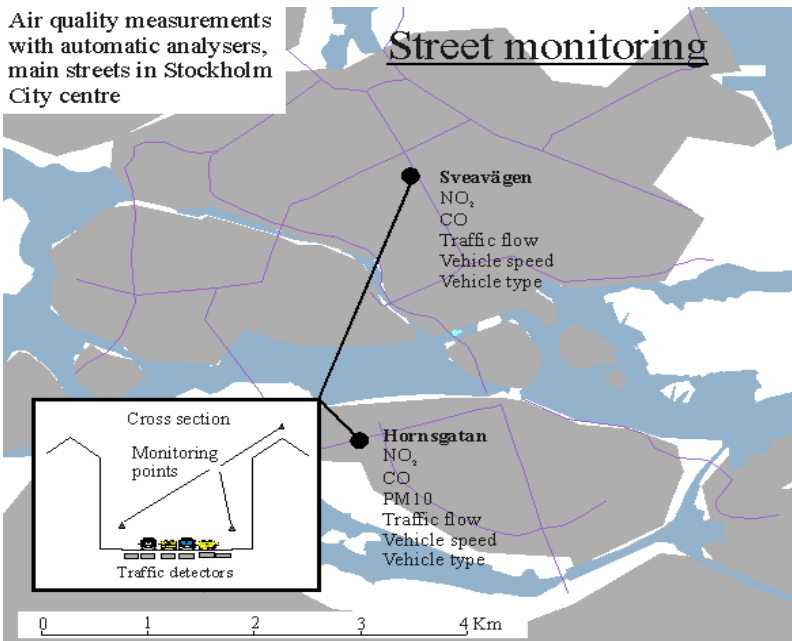 Air quality measurements
with automatic analysers,
main streets in Stockholm
City centre
Street monitoring
Sveavägen
NO₂
CO
Traffic flow
Vehicle speed
Vehicle type
Cross section
Monitoring
points
Traffic detectors
Hornsgatan
NO₂
CO
PM10
Traffic flow
Vehicle speed
Vehicle type
0 1 2 3 4 Km